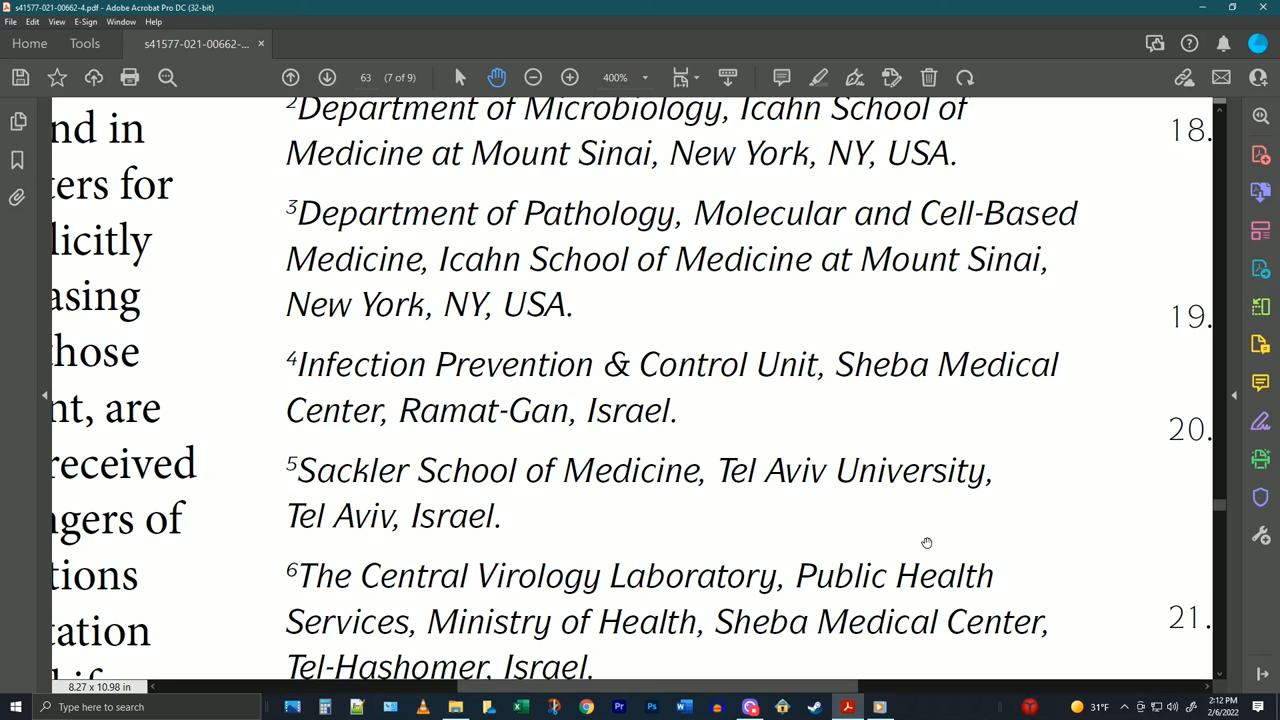 s41577-021-00662-4.pdf - Adobe Acrobat Pro DC (32-bit)
File Edit View E-Sign Window Help
Home Tools s41577-021-00662-... ×
63 (7 of 9) 400%
nd in
ters for
licitly
asing
hose
nt, are
received
ngers of
tions
tation
2Department of Microbiology, Icahn School of
Medicine at Mount Sinai, New York, NY, USA.
3Department of Pathology, Molecular and Cell-Based
Medicine, Icahn School of Medicine at Mount Sinai,
New York, NY, USA.
4Infection Prevention & Control Unit, Sheba Medical
Center, Ramat-Gan, Israel.
5Sackler School of Medicine, Tel Aviv University,
Tel Aviv, Israel.
6The Central Virology Laboratory, Public Health
Services, Ministry of Health, Sheba Medical Center,
Tel-Hashomer, Israel.
18.
19.
20.
21.
8.27 x 10.98 in
Type here to search
31°F
2:12 PM
2/6/2022